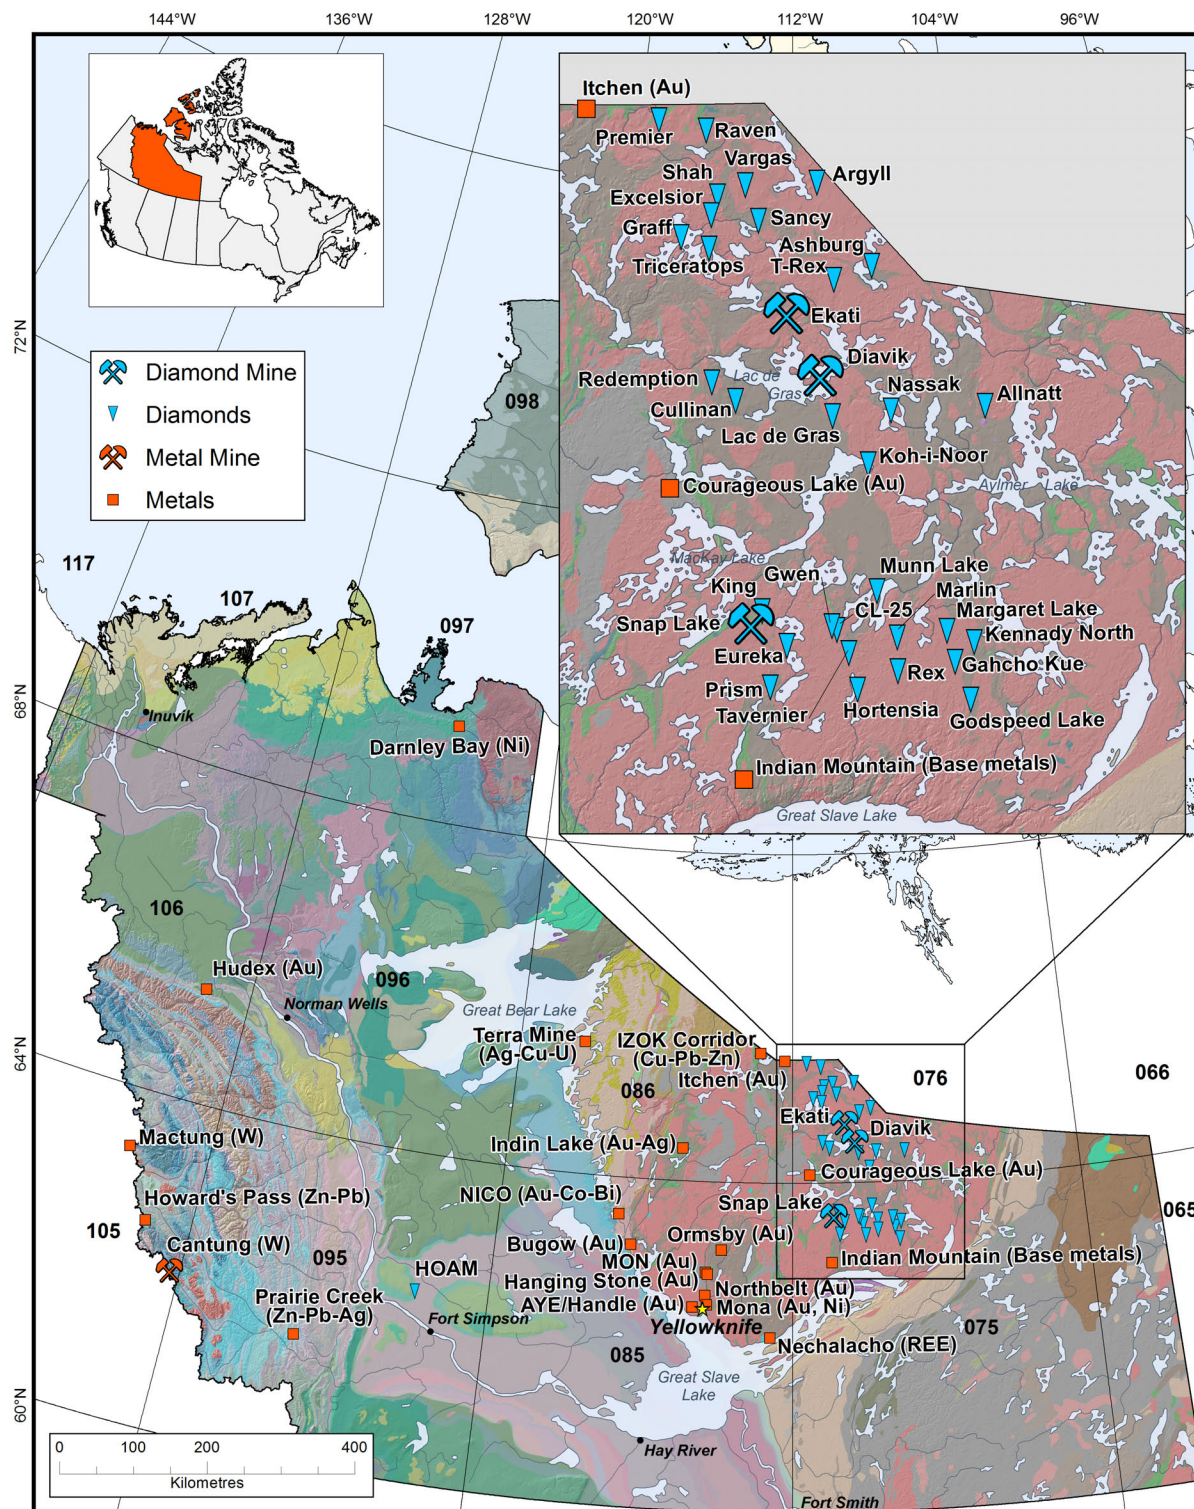 144°W
136°W
128°W
120°W
112°W
104°W
96°W
72°N
68°N
64°N
60°N
Diamond Mine
Diamonds
Metal Mine
Metals
Itchen (Au)
Premier
Raven
Vargas
Shah
Argyll
Excelsior
Graff
Sancy
Ashburg
Triceratops
T-Rex
Ekati
Diavik
Redemption
Lac de
Gras
Nassak
Allnatt
Cullinan
Lac de Gras
Koh-i-Noor
Courageous Lake (Au)
Aylmer Lake
MacKay Lake
Gwen
Munn Lake
King
Marlin
CL-25
Margaret Lake
Snap Lake
Kennady North
Eureka
Gahcho Kue
Rex
Prism
Tavernier
Hortensia
Godspeed Lake
Indian Mountain (Base metals)
Great Slave Lake
098
117
107
097
Inuvik
Darnley Bay (Ni)
106
Hudex (Au)
096
Norman Wells
Great Bear Lake
Terra Mine
(Ag-Cu-U)
IZOK Corridor
(Cu-Pb-Zn)
Itchen (Au)
086
076
066
Ekati
Diavik
Mactung (W)
Indin Lake (Au-Ag)
Courageous Lake (Au)
Howard's Pass (Zn-Pb)
NICO (Au-Co-Bi)
Snap Lake
065
105
Cantung (W)
095
Bugow (Au)
Ormsby (Au)
MON (Au)
Indian Mountain (Base metals)
HOAM
Hanging Stone (Au)
Northbelt (Au)
Prairie Creek
(Zn-Pb-Ag)
AYE/Handle (Au)
Mona (Au, Ni)
Fort Simpson
Yellowknife
075
085
Nechalacho (REE)
Great Slave
Lake
Hay River
Fort Smith
0 100 200 400
Kilometres